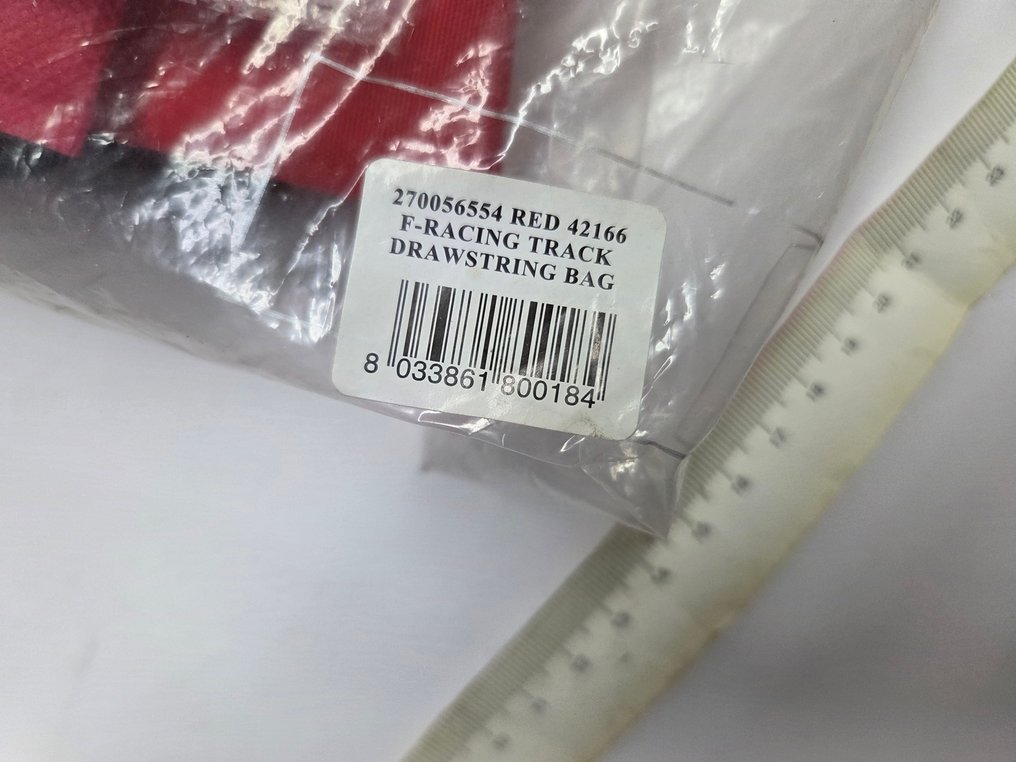 270056554 RED 42166
F-RACING TRACK
DRAWSTRING BAG
8 033861 800184